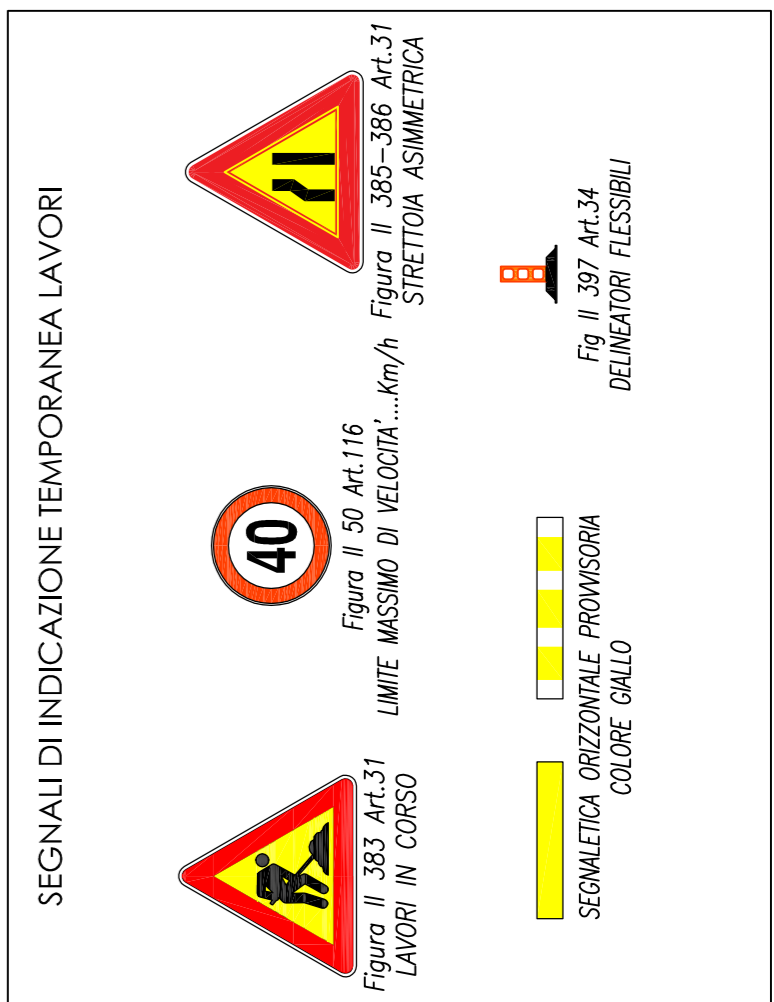 SEGNALI DI INDICAZIONE TEMPORANEA LAVORI
Figura II 383 Art.31
LAVORI IN CORSO
40
Figura II 50 Art.116
LIMITE MASSIMO DI VELOCITA'....Km/h
Figura II 385-386 Art.31
STRETTOIA ASIMMETRICA
SEGNALETICA ORIZZONTALE PROVVISORIA
COLORE GIALLO
Fig II 397 Art.34
DELINEATORI FLESSIBILI